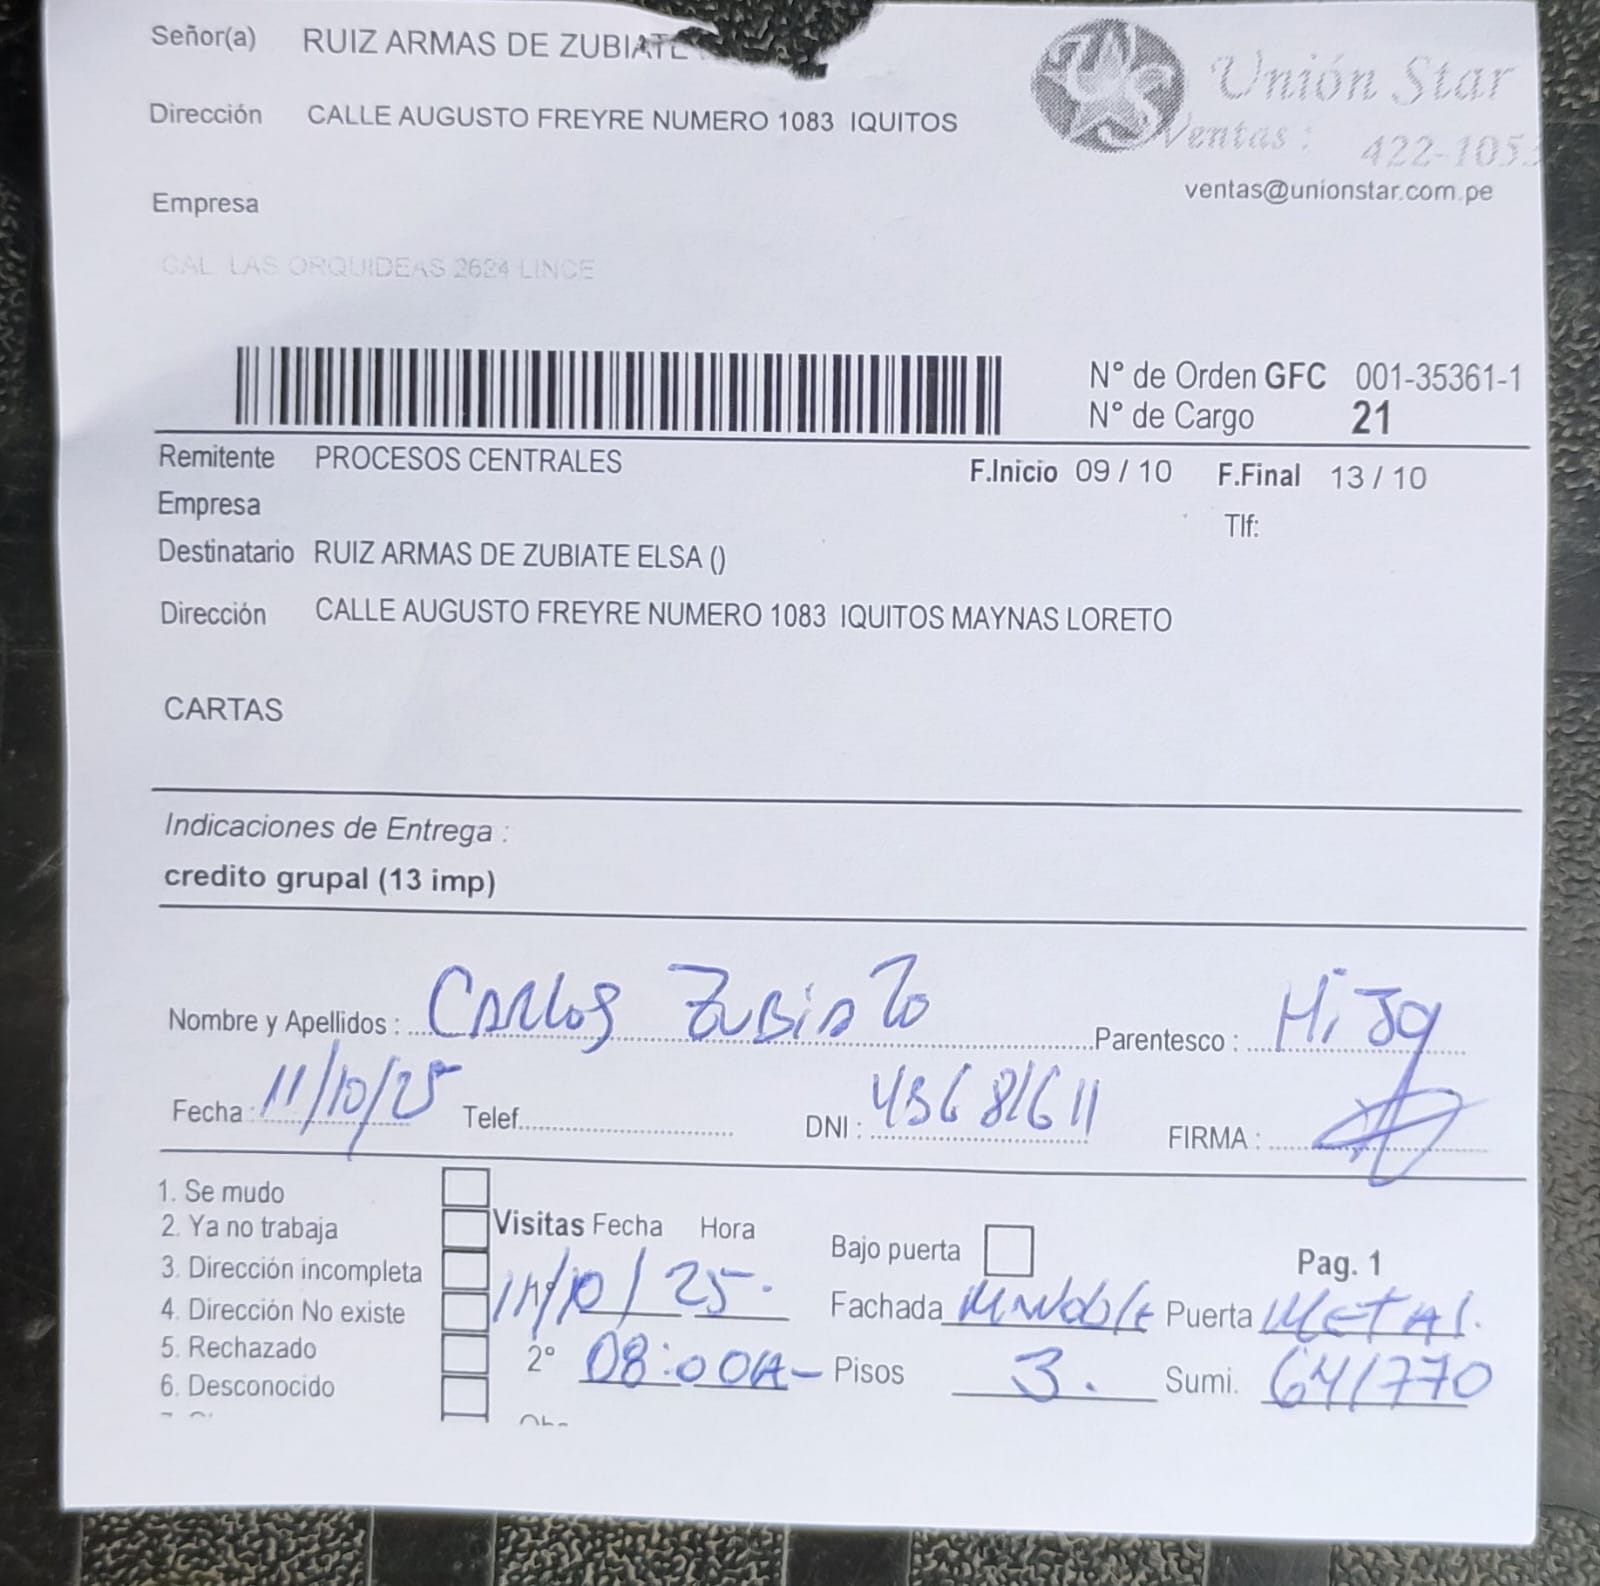 Señor(a) RUIZ ARMAS DE ZUBIATE
Unión Star
Dirección CALLE AUGUSTO FREYRE NUMERO 1083 IQUITOS
Ventas : 422-105
ventas@unionstar.com.pe
Empresa
CAL LAS ORQUIDEAS 2624 LINCE
N° de Orden GFC 001-35361-1
N° de Cargo 21
Remitente PROCESOS CENTRALES F.Inicio 09 / 10 F.Final 13 / 10
Empresa Tlf:
Destinatario RUIZ ARMAS DE ZUBIATE ELSA ()
Dirección CALLE AUGUSTO FREYRE NUMERO 1083 IQUITOS MAYNAS LORETO
CARTAS
Indicaciones de Entrega :
credito grupal (13 imp)
Nombre y Apellidos : Carlos Zubiato Parentesco : Hijo
Fecha : 11/10/25 Telef. DNI : FIRMA :
1. Se mudo
2. Ya no trabaja Visitas Fecha Hora Bajo puerta Pag. 1
3. Dirección incompleta 11/10/25.
4. Dirección No existe Fachada Puerta METAL.
5. Rechazado 2° 08:00A Pisos 3. Sumi. 641770
6. Desconocido